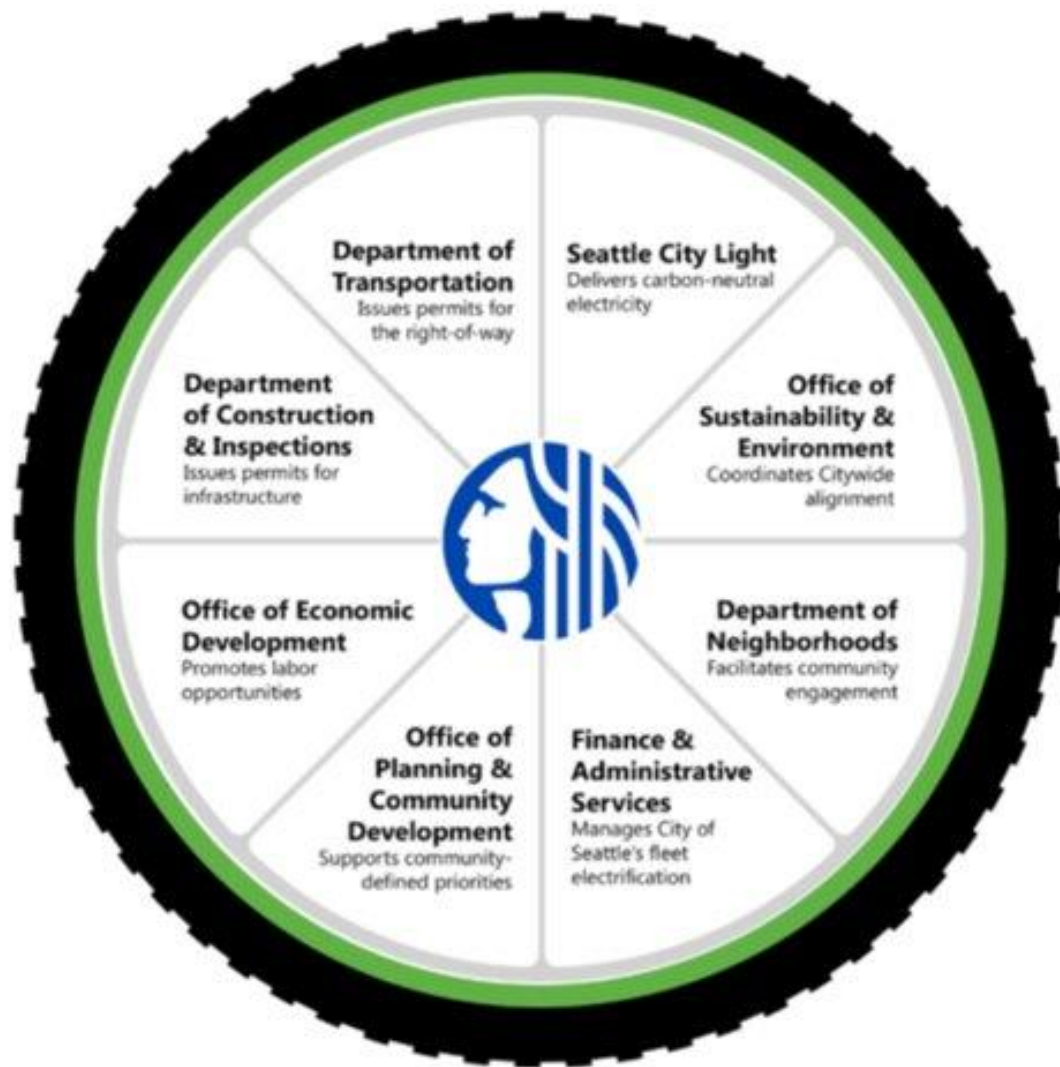 Department of
Transportation
Issues permits for
the right-of-way
Seattle City Light
Delivers carbon-neutral
electricity
Department
of Construction
& Inspections
Issues permits for
infrastructure
Office of
Sustainability &
Environment
Coordinates Citywide
alignment
Office of Economic
Development
Promotes labor
opportunities
Department of
Neighborhoods
Facilitates community
engagement
Office of
Planning &
Community
Development
Supports community-
defined priorities
Finance &
Administrative
Services
Manages City of
Seattle's fleet
electrification